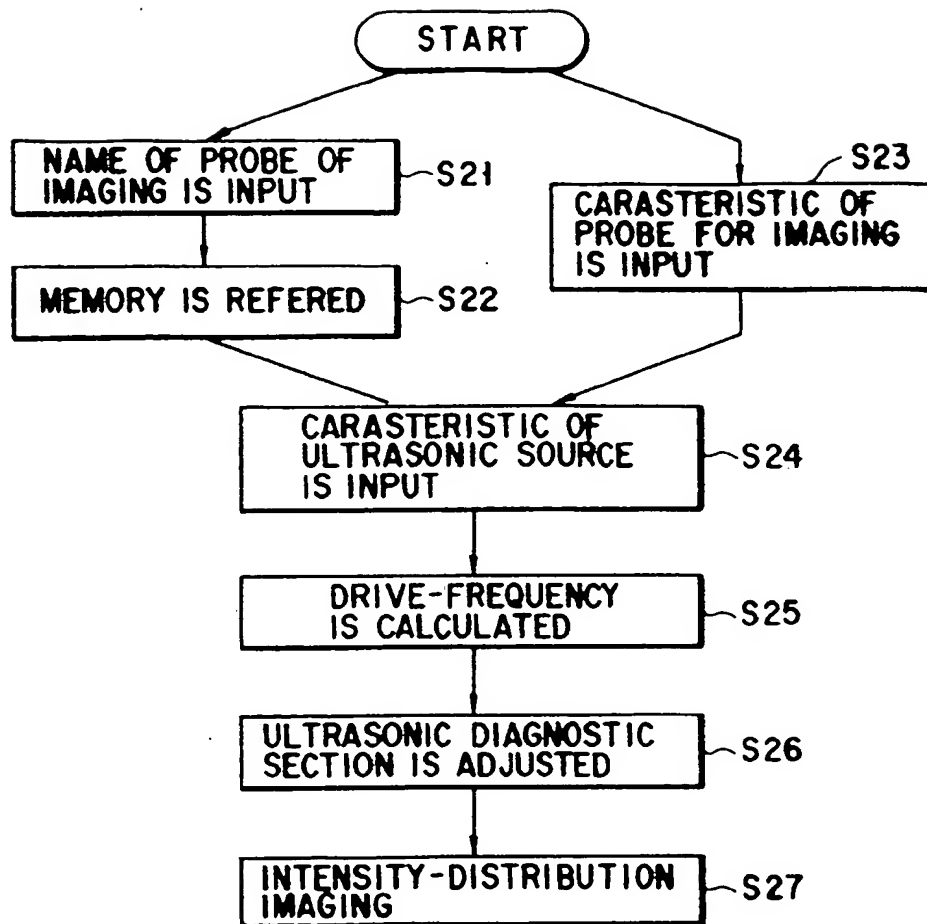 START
NAME OF PROBE OF
IMAGING IS INPUT
S21
S23
CARASTERISTIC OF
PROBE FOR IMAGING
IS INPUT
MEMORY IS REFERED
S22
CARASTERISTIC OF
ULTRASONIC SOURCE
IS INPUT
S24
DRIVE-FREQUENCY
IS CALCULATED
S25
ULTRASONIC DIAGNOSTIC
SECTION IS ADJUSTED
S26
INTENSITY-DISTRIBUTION
IMAGING
S27